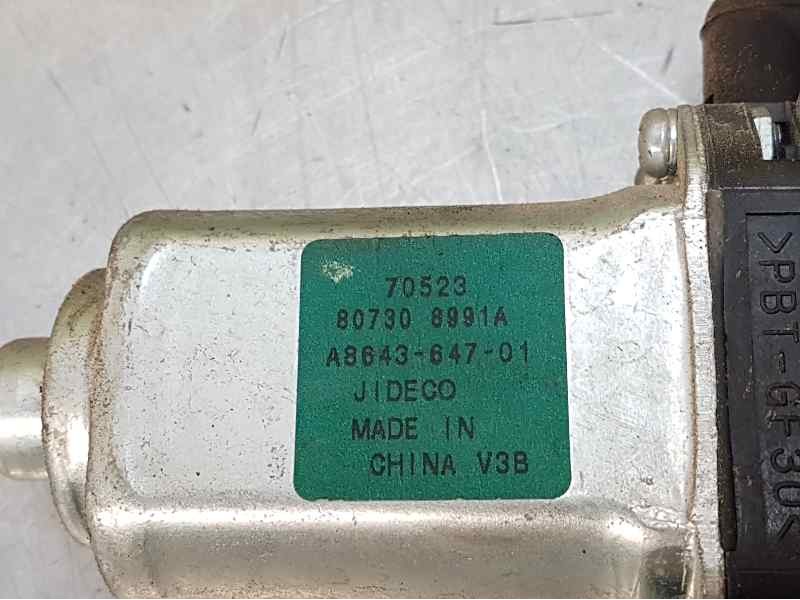 70523
80730 8991A
A8643-647-01
JIDECO
MADE IN
CHINA V3B
>PBT-GF30<